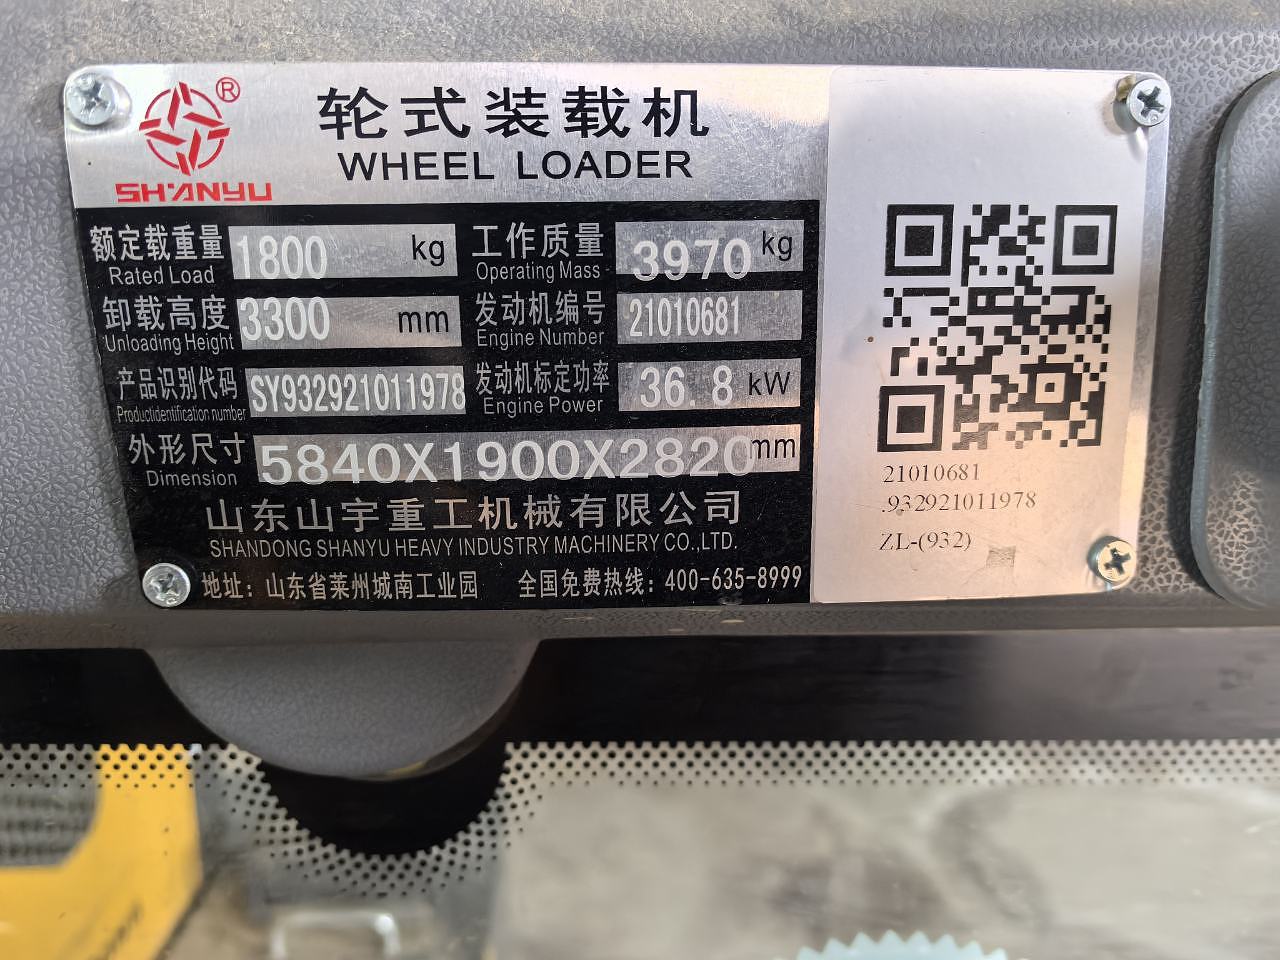 ® 轮式装载机
SHANYU WHEEL LOADER
额定载重量 1800 kg 工作质量 3970 kg
Rated Load Operating Mass
卸载高度 3300 mm 发动机编号 21010681
Unloading Height Engine Number
产品识别代码 SY932921011978 发动机标定功率 36.8 kW
Productidentification number Engine Power
外形尺寸 5840X1900X2820 mm
Dimension
山东山宇重工机械有限公司
SHANDONG SHANYU HEAVY INDUSTRY MACHINERY CO.,LTD.
地址：山东省莱州城南工业园 全国免费热线：400-635-8999
21010681
.932921011978
ZL-(932)